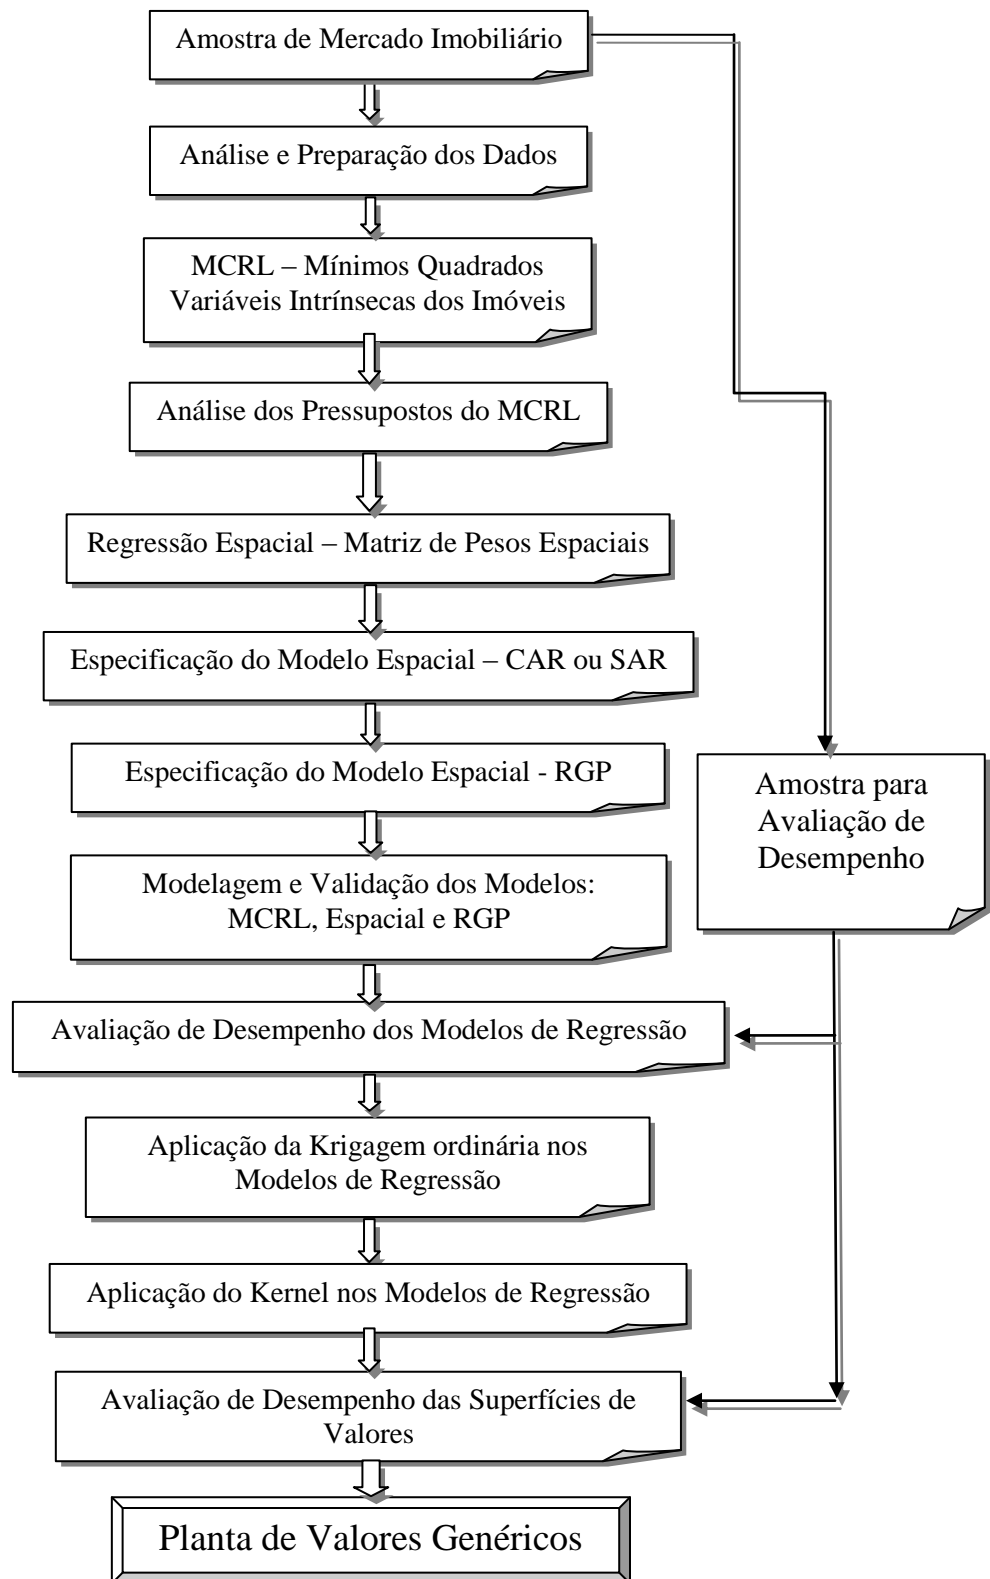 Amostra de Mercado Imobiliário
Análise e Preparação dos Dados
MCRL – Mínimos Quadrados
Variáveis Intrínsecas dos Imóveis
Análise dos Pressupostos do MCRL
Regressão Espacial – Matriz de Pesos Espaciais
Especificação do Modelo Espacial – CAR ou SAR
Especificação do Modelo Espacial - RGP
Amostra para
Avaliação de
Desempenho
Modelagem e Validação dos Modelos:
MCRL, Espacial e RGP
Avaliação de Desempenho dos Modelos de Regressão
Aplicação da Krigagem ordinária nos
Modelos de Regressão
Aplicação do Kernel nos Modelos de Regressão
Avaliação de Desempenho das Superfícies de
Valores
Planta de Valores Genéricos